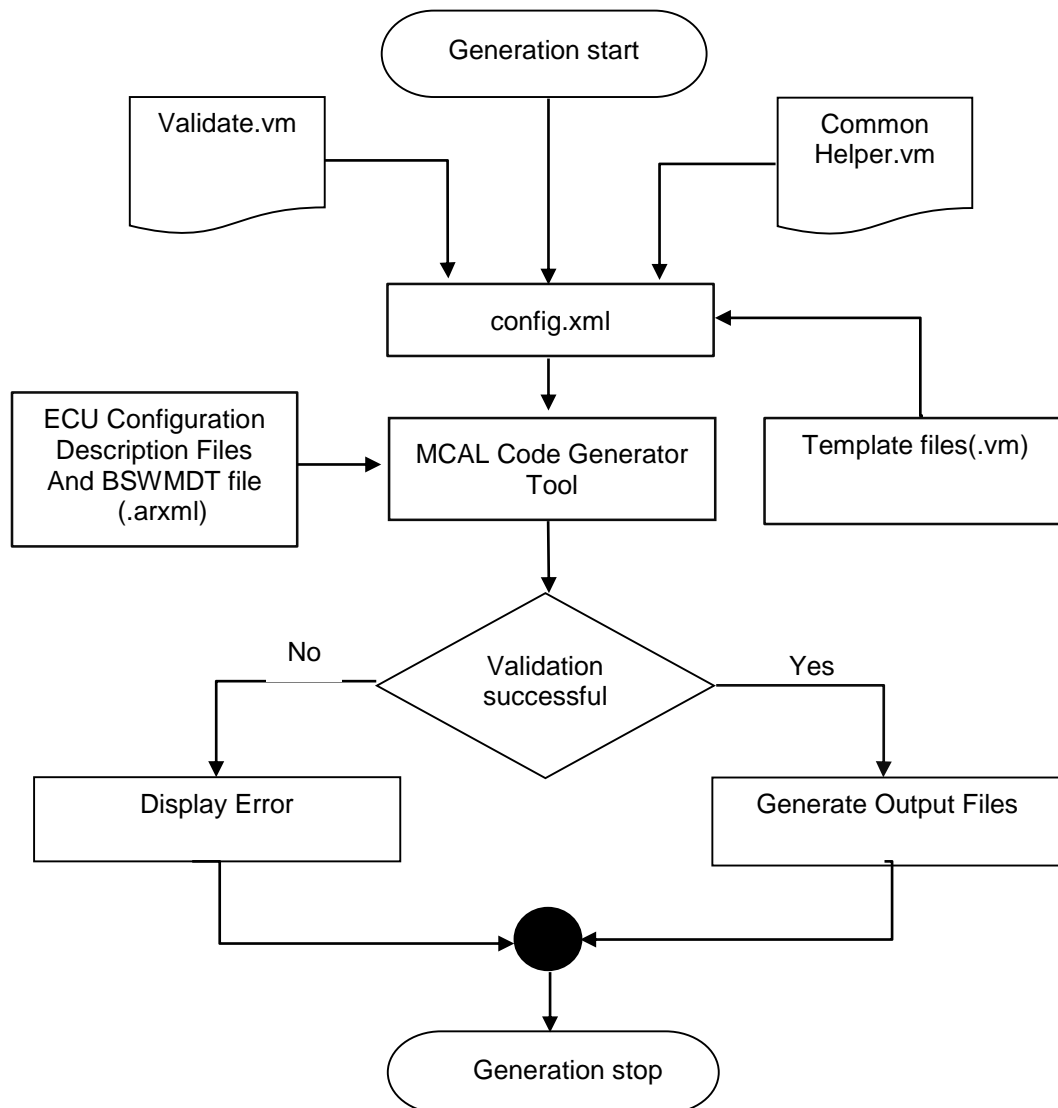 Generation start
Validate.vm
Common
Helper.vm
config.xml
ECU Configuration
Description Files
And BSWMDT file
(.arxml)
MCAL Code Generator
Tool
Template files(.vm)
No
Validation
successful
Yes
Display Error
Generate Output Files
Generation stop